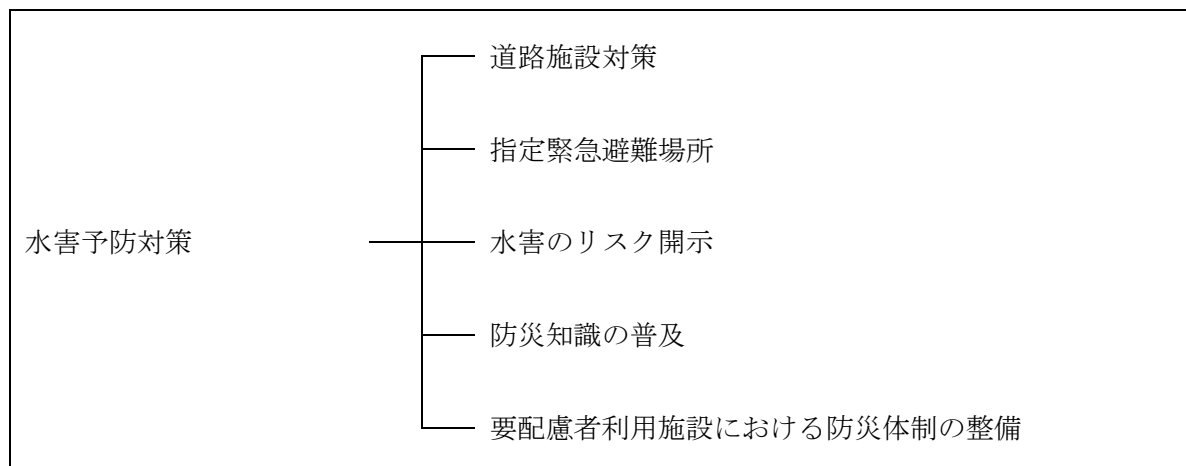 道路施設対策
指定緊急避難場所
水害予防対策
水害のリスク開示
防災知識の普及
要配慮者利用施設における防災体制の整備